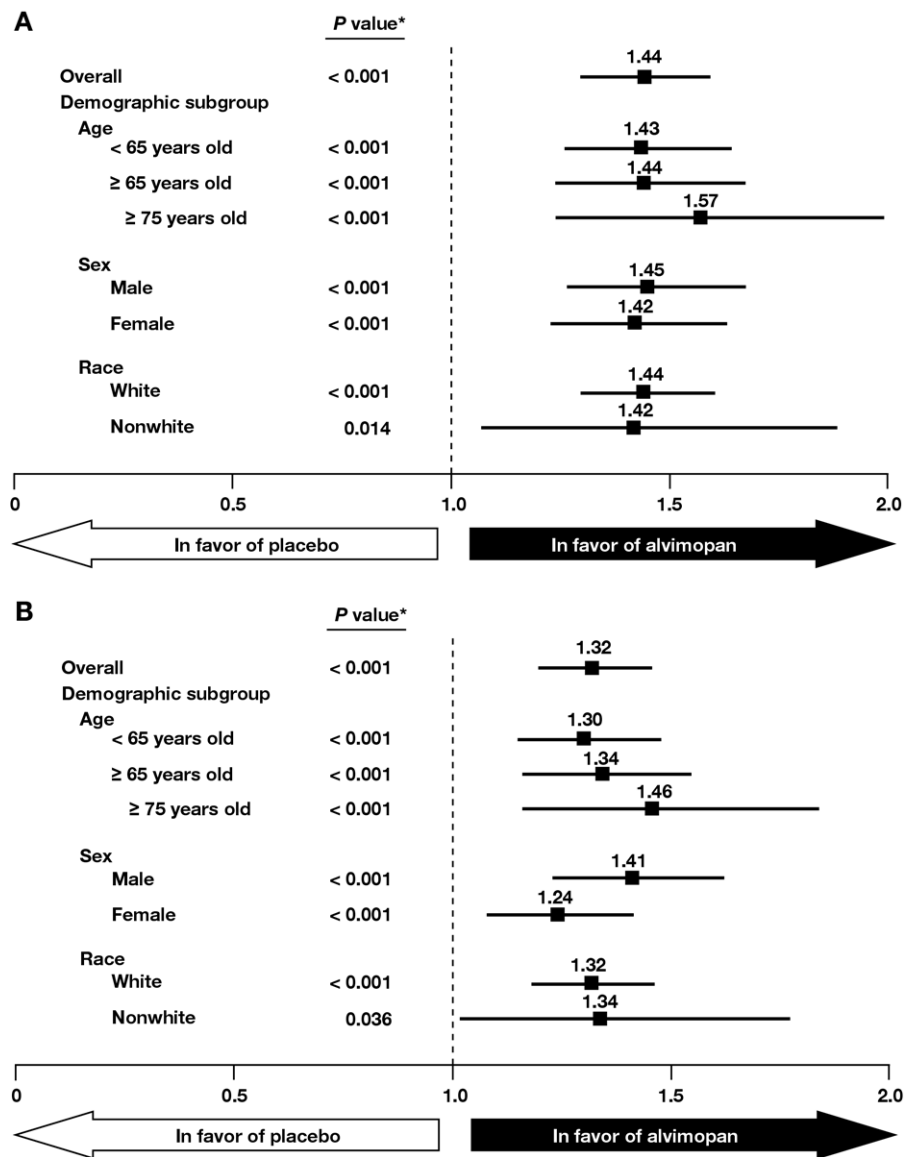 A
P value*
Overall < 0.001 1.44
Demographic subgroup
Age
< 65 years old < 0.001 1.43
≥ 65 years old < 0.001 1.44
≥ 75 years old < 0.001 1.57
Sex
Male < 0.001 1.45
Female < 0.001 1.42
Race
White < 0.001 1.44
Nonwhite 0.014 1.42
0 0.5 1.0 1.5 2.0
In favor of placebo In favor of alvimopan
B
P value*
Overall < 0.001 1.32
Demographic subgroup
Age
< 65 years old < 0.001 1.30
≥ 65 years old < 0.001 1.34
≥ 75 years old < 0.001 1.46
Sex
Male < 0.001 1.41
Female < 0.001 1.24
Race
White < 0.001 1.32
Nonwhite 0.036 1.34
0 0.5 1.0 1.5 2.0
In favor of placebo In favor of alvimopan